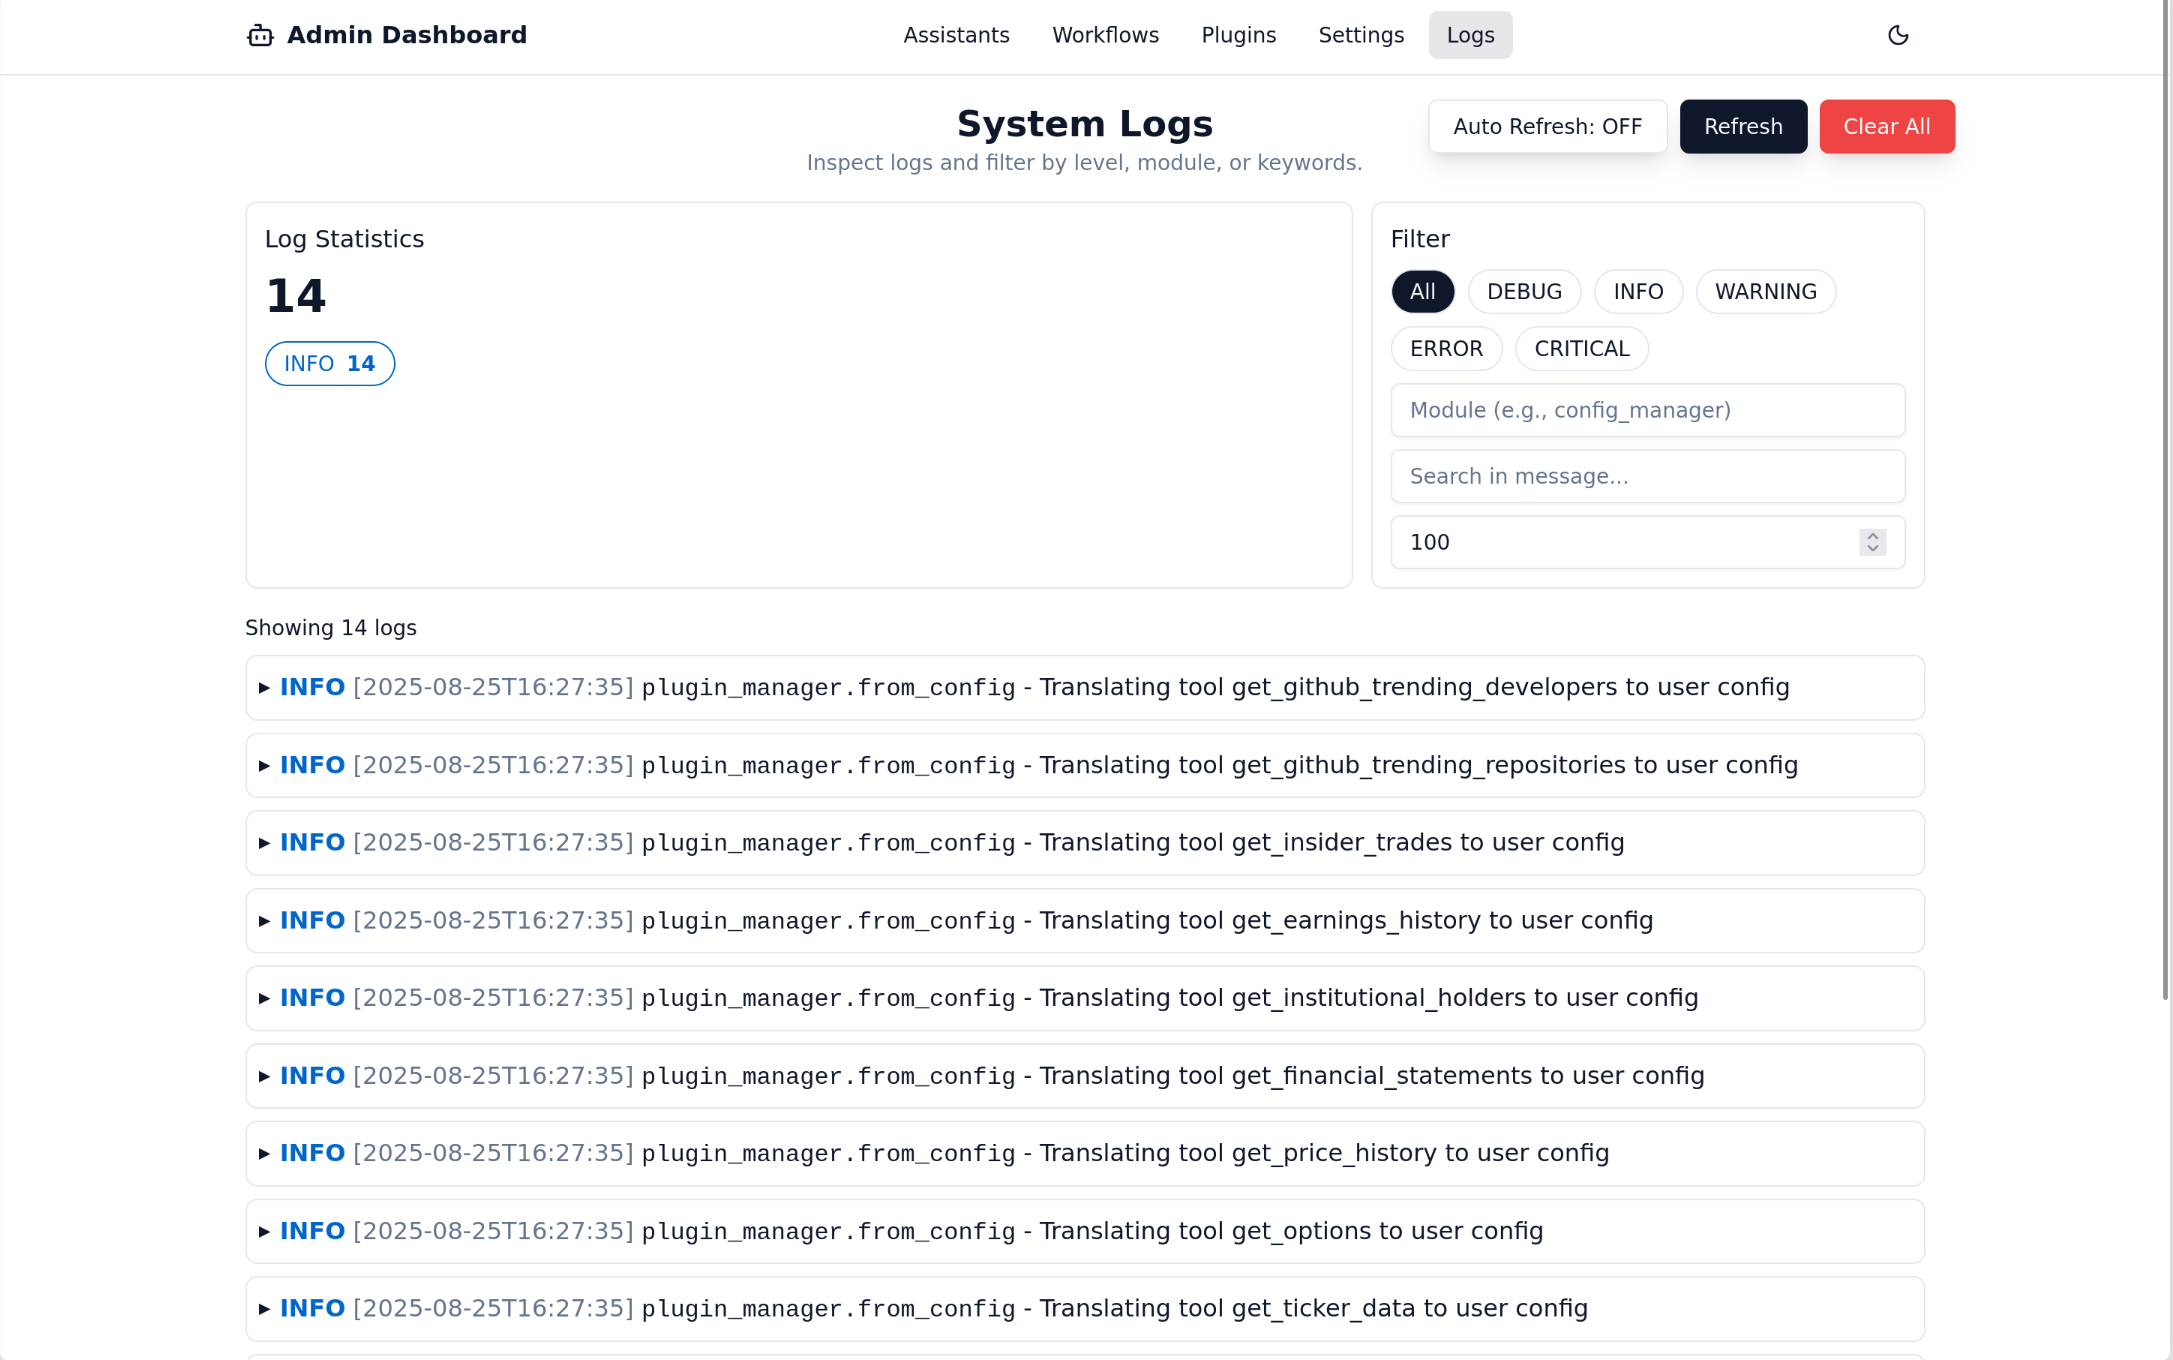 Admin Dashboard
Assistants Workflows Plugins Settings Logs
System Logs
Inspect logs and filter by level, module, or keywords.
Auto Refresh: OFF Refresh Clear All
Log Statistics
14
INFO 14
Filter
All DEBUG INFO WARNING
ERROR CRITICAL
Module (e.g., config_manager)
Search in message...
100
Showing 14 logs
▶ INFO [2025-08-25T16:27:35] plugin_manager.from_config - Translating tool get_github_trending_developers to user config
▶ INFO [2025-08-25T16:27:35] plugin_manager.from_config - Translating tool get_github_trending_repositories to user config
▶ INFO [2025-08-25T16:27:35] plugin_manager.from_config - Translating tool get_insider_trades to user config
▶ INFO [2025-08-25T16:27:35] plugin_manager.from_config - Translating tool get_earnings_history to user config
▶ INFO [2025-08-25T16:27:35] plugin_manager.from_config - Translating tool get_institutional_holders to user config
▶ INFO [2025-08-25T16:27:35] plugin_manager.from_config - Translating tool get_financial_statements to user config
▶ INFO [2025-08-25T16:27:35] plugin_manager.from_config - Translating tool get_price_history to user config
▶ INFO [2025-08-25T16:27:35] plugin_manager.from_config - Translating tool get_options to user config
▶ INFO [2025-08-25T16:27:35] plugin_manager.from_config - Translating tool get_ticker_data to user config